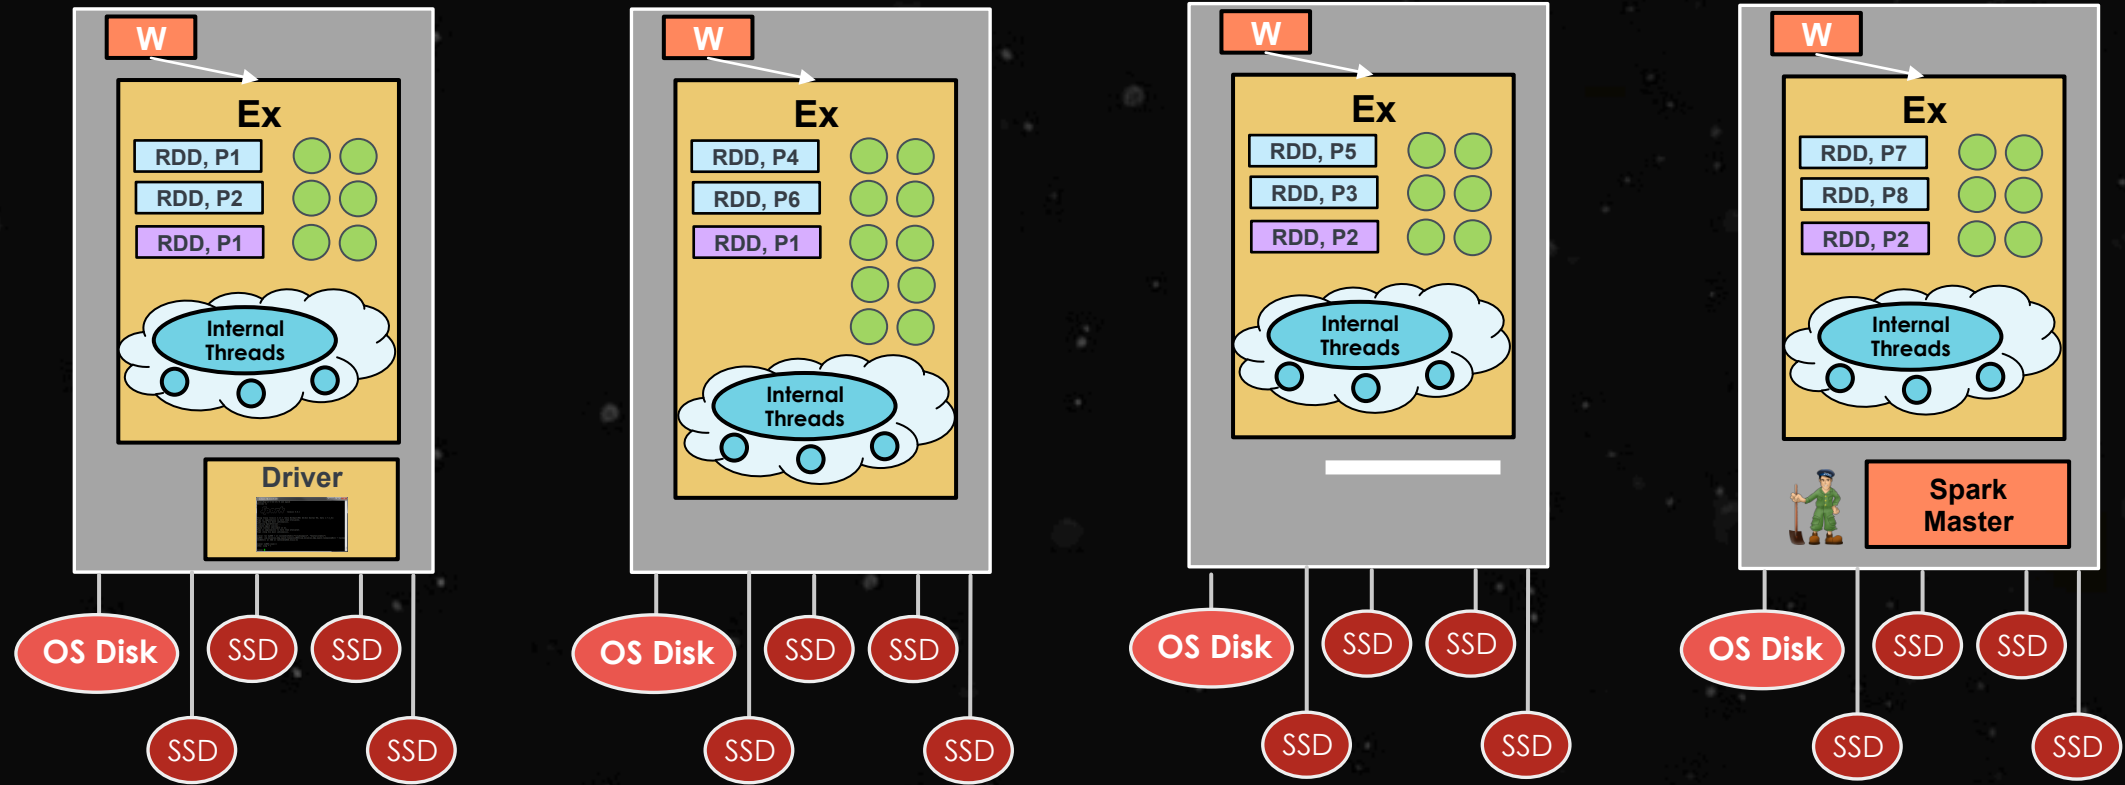 W
Ex
RDD, P1
RDD, P2
RDD, P1
Internal
Threads
Driver
OS Disk
SSD
SSD
SSD
SSD
W
Ex
RDD, P4
RDD, P6
RDD, P1
Internal
Threads
OS Disk
SSD
SSD
SSD
SSD
W
Ex
RDD, P5
RDD, P3
RDD, P2
Internal
Threads
OS Disk
SSD
SSD
SSD
SSD
W
Ex
RDD, P7
RDD, P8
RDD, P2
Internal
Threads
Spark
Master
OS Disk
SSD
SSD
SSD
SSD